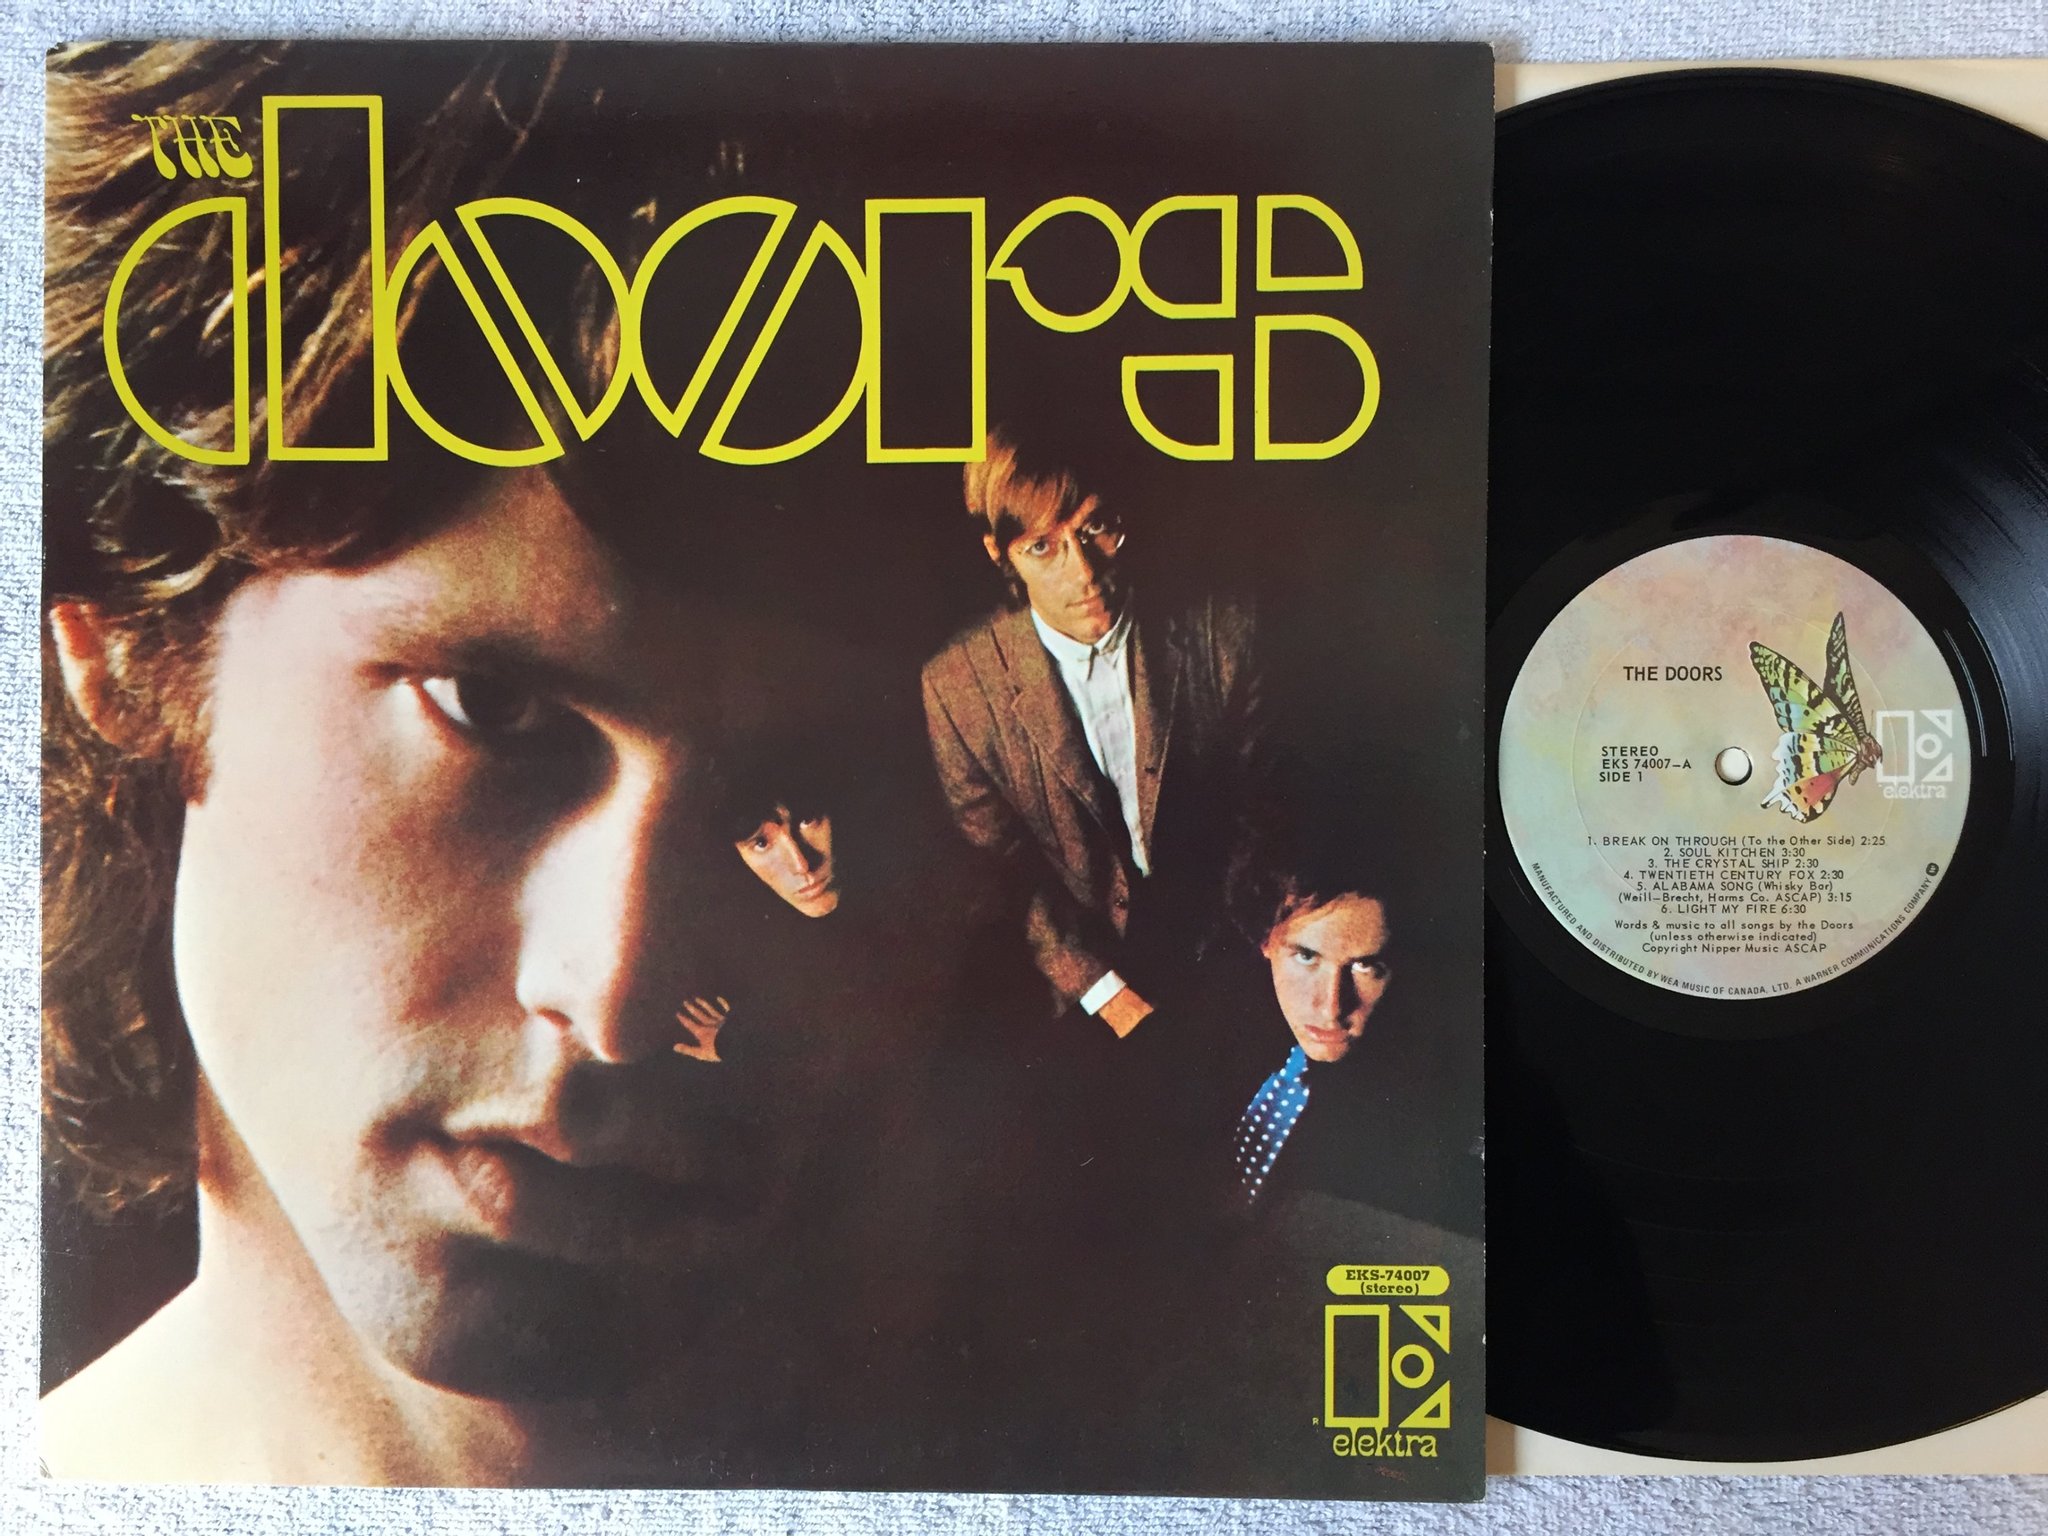 THE
doors
EKS-74007
(stereo)
R
elektra
THE DOORS
STEREO
EKS 74007-A
SIDE 1
elektra
1. BREAK ON THROUGH (To the Other Side) 2:25
2. SOUL KITCHEN 3:30
3. THE CRYSTAL SHIP 2:30
4. TWENTIETH CENTURY FOX 2:30
5. ALABAMA SONG (Whisky Bar)
(Weill-Brecht, Harms Co. ASCAP) 3:15
6. LIGHT MY FIRE 6:30
Words & music to all songs by the Doors
(unless otherwise indicated)
Copyright Nipper Music ASCAP
MANUFACTURED AND DISTRIBUTED BY WEA MUSIC OF CANADA, LTD. A WARNER COMMUNICATIONS COMPANY